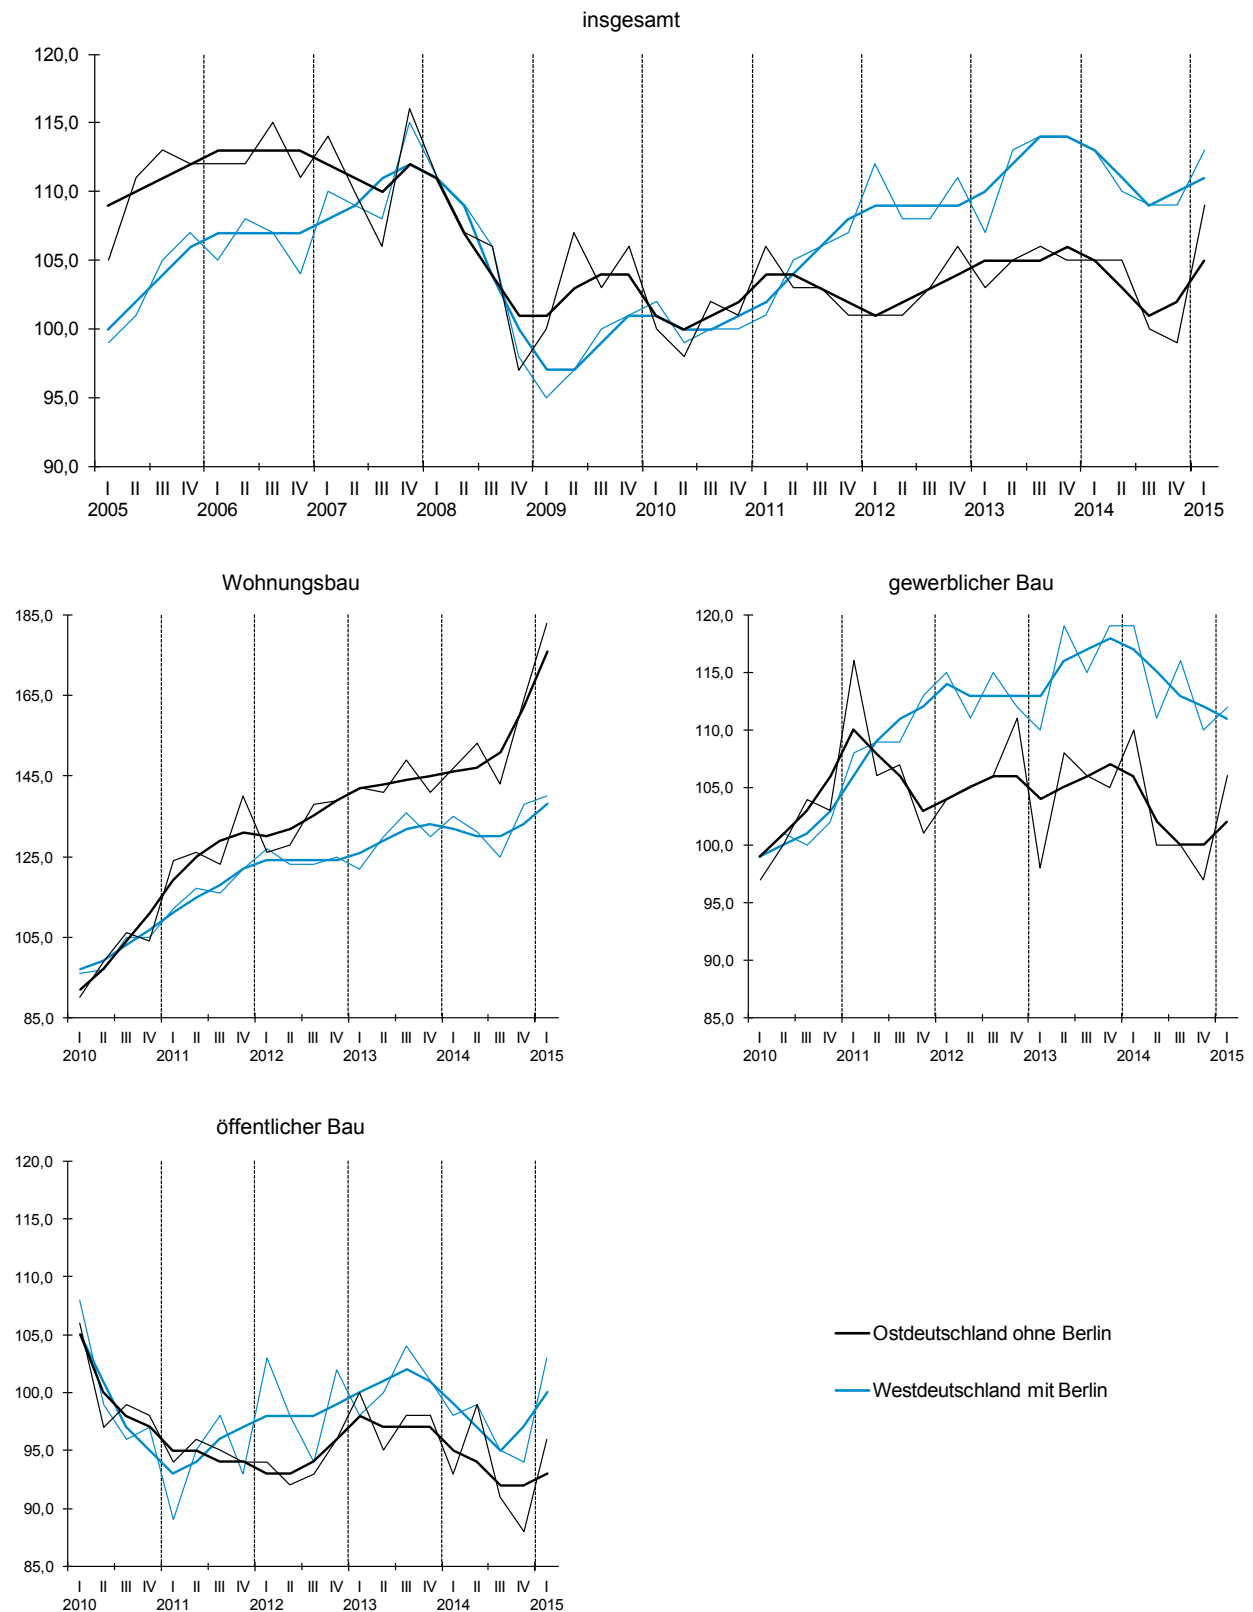 insgesamt
120,0
115,0
110,0
105,0
100,0
95,0
90,0
I II III IV I II III IV I II III IV I II III IV I II III IV I II III IV I II III IV I II III IV I II III IV I II III IV I
2005 2006 2007 2008 2009 2010 2011 2012 2013 2014 2015
Wohnungsbau
185,0
165,0
145,0
125,0
105,0
85,0
I II III IV I II III IV I II III IV I II III IV I II III IV I
2010 2011 2012 2013 2014 2015
gewerblicher Bau
120,0
115,0
110,0
105,0
100,0
95,0
90,0
85,0
I II III IV I II III IV I II III IV I II III IV I II III IV I
2010 2011 2012 2013 2014 2015
öffentlicher Bau
120,0
115,0
110,0
105,0
100,0
95,0
90,0
85,0
I II III IV I II III IV I II III IV I II III IV I II III IV I
2010 2011 2012 2013 2014 2015
Ostdeutschland ohne Berlin
Westdeutschland mit Berlin